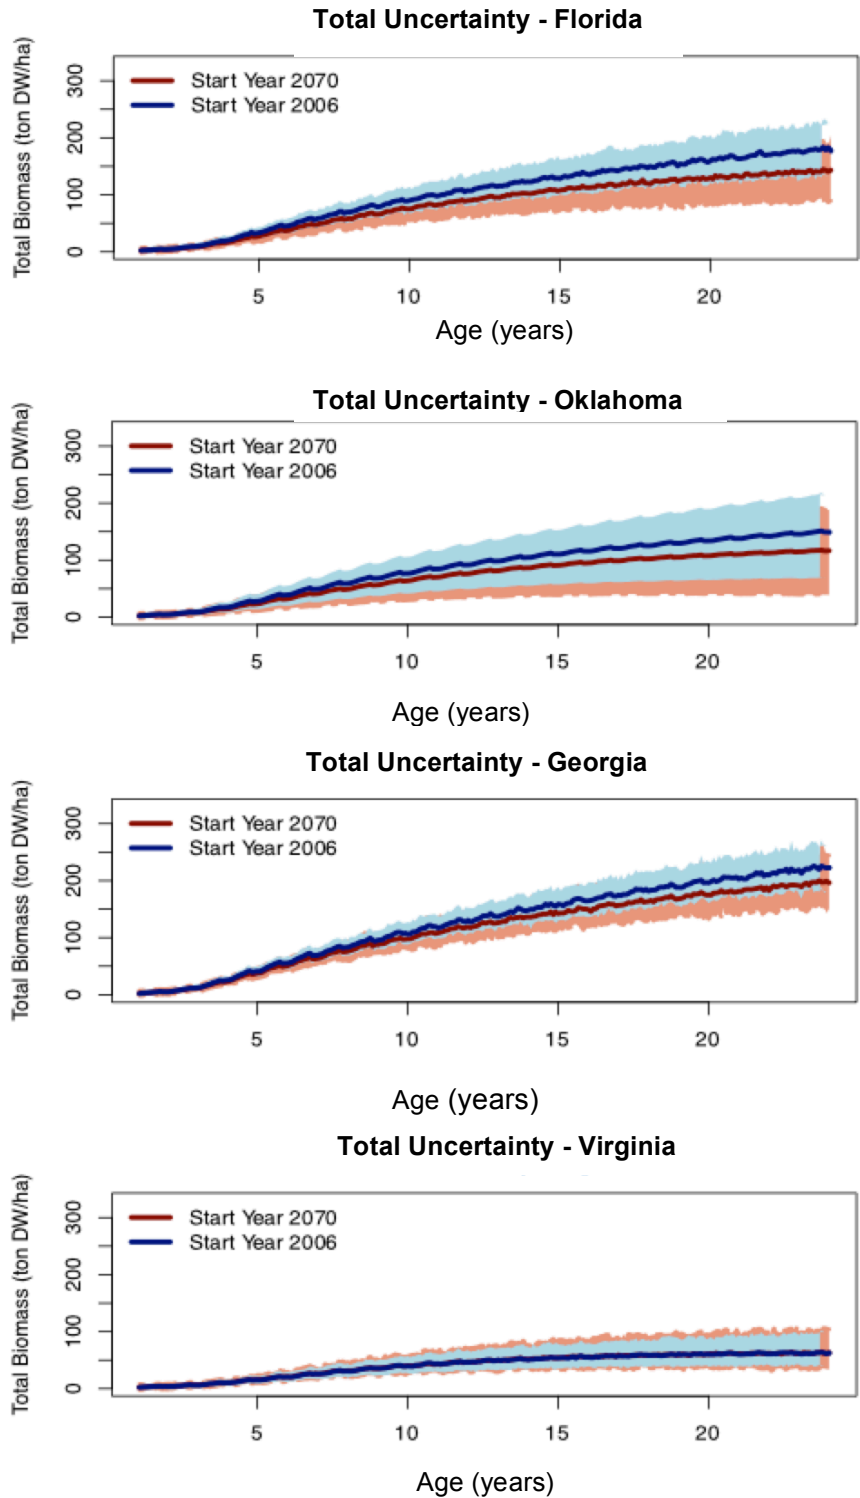 Total Uncertainty - Florida
Total Biomass (ton DW/ha)
300
200
100
0
Start Year 2070
Start Year 2006
5 10 15 20
Age (years)
Total Uncertainty - Oklahoma
Total Biomass (ton DW/ha)
300
200
100
0
Start Year 2070
Start Year 2006
5 10 15 20
Age (years)
Total Uncertainty - Georgia
Total Biomass (ton DW/ha)
300
200
100
0
Start Year 2070
Start Year 2006
5 10 15 20
Age (years)
Total Uncertainty - Virginia
Total Biomass (ton DW/ha)
300
200
100
0
Start Year 2070
Start Year 2006
5 10 15 20
Age (years)